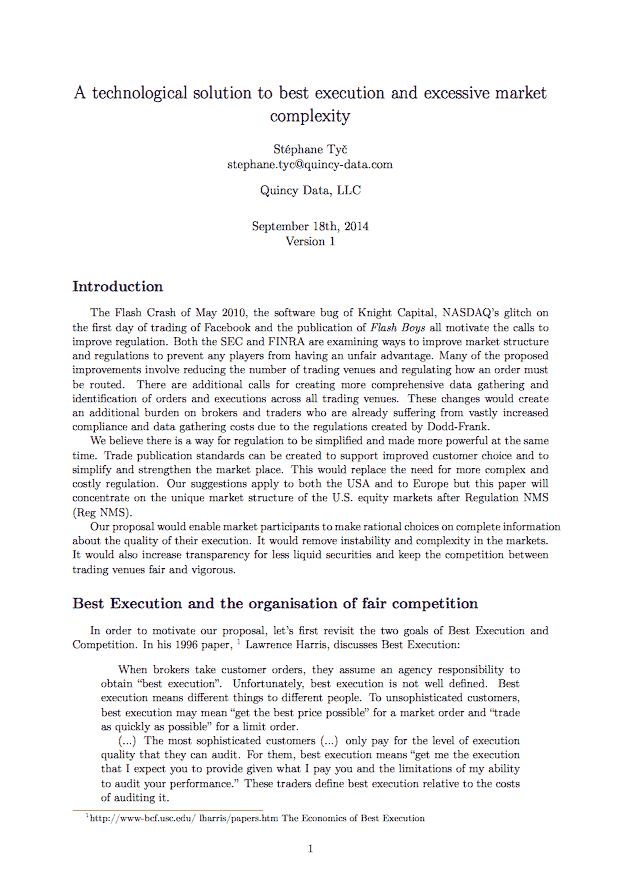 A technological solution to best execution and excessive market
complexity
Stéphane Tyč
stephane.tyc@quincy-data.com
Quincy Data, LLC
September 18th, 2014
Version 1
Introduction
The Flash Crash of May 2010, the software bug of Knight Capital, NASDAQ's glitch on
the first day of trading of Facebook and the publication of Flash Boys all motivate the calls to
improve regulation. Both the SEC and FINRA are examining ways to improve market structure
and regulations to prevent any players from having an unfair advantage. Many of the proposed
improvements involve reducing the number of trading venues and regulating how an order must
be routed. There are additional calls for creating more comprehensive data gathering and
identification of orders and executions across all trading venues. These changes would create
an additional burden on brokers and traders who are already suffering from vastly increased
compliance and data gathering costs due to the regulations created by Dodd-Frank.
We believe there is a way for regulation to be simplified and made more powerful at the same
time. Trade publication standards can be created to support improved customer choice and to
simplify and strengthen the market place. This would replace the need for more complex and
costly regulation. Our suggestions apply to both the USA and to Europe but this paper will
concentrate on the unique market structure of the U.S. equity markets after Regulation NMS
(Reg NMS).
Our proposal would enable market participants to make rational choices on complete information
about the quality of their execution. It would remove instability and complexity in the markets.
It would also increase transparency for less liquid securities and keep the competition between
trading venues fair and vigorous.
Best Execution and the organisation of fair competition
In order to motivate our proposal, let's first revisit the two goals of Best Execution and
Competition. In his 1996 paper, 1 Lawrence Harris, discusses Best Execution:
When brokers take customer orders, they assume an agency responsibility to
obtain "best execution". Unfortunately, best execution is not well defined. Best
execution means different things to different people. To unsophisticated customers,
best execution may mean "get the best price possible" for a market order and "trade
as quickly as possible" for a limit order.
(...) The most sophisticated customers (...) only pay for the level of execution
quality that they can audit. For them, best execution means "get me the execution
that I expect you to provide given what I pay you and the limitations of my ability
to audit your performance." These traders define best execution relative to the costs
of auditing it.
1http://www-bcf.usc.edu/ lharris/papers.htm The Economics of Best Execution
1